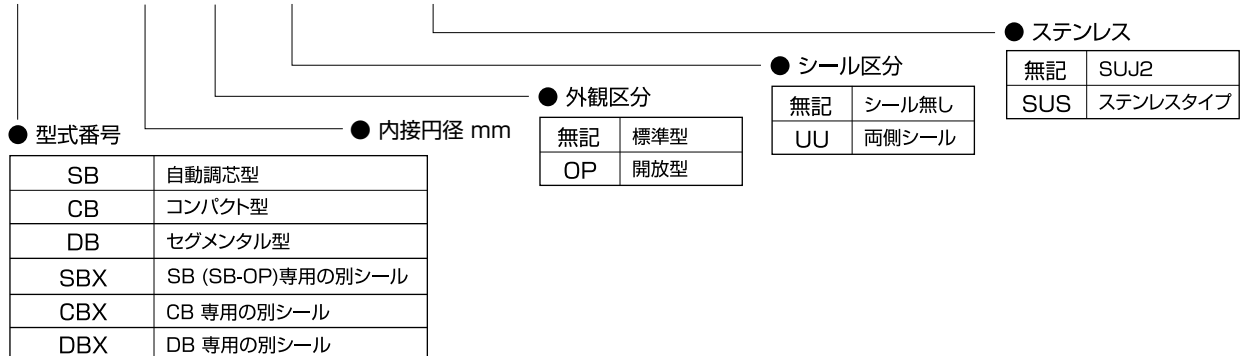 ● ステンレス
無記 SUJ2
SUS ステンレスタイプ
● シール区分
無記 シール無し
UU 両側シール
● 外観区分
無記 標準型
OP 開放型
● 内接円径 mm
● 型式番号
SB 自動調芯型
CB コンパクト型
DB セグメンタル型
SBX SB (SB-OP)専用の別シール
CBX CB 専用の別シール
DBX DB 専用の別シール